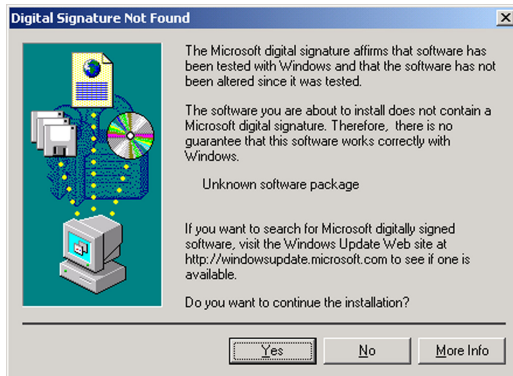 Digital Signature Not Found
The Microsoft digital signature affirms that software has
been tested with Windows and that the software has not
been altered since it was tested.
The software you are about to install does not contain a
Microsoft digital signature. Therefore, there is no
guarantee that this software works correctly with
Windows.
Unknown software package
If you want to search for Microsoft digitally signed
software, visit the Windows Update Web site at
http://windowsupdate.microsoft.com to see if one is
available.
Do you want to continue the installation?
Yes No More Info